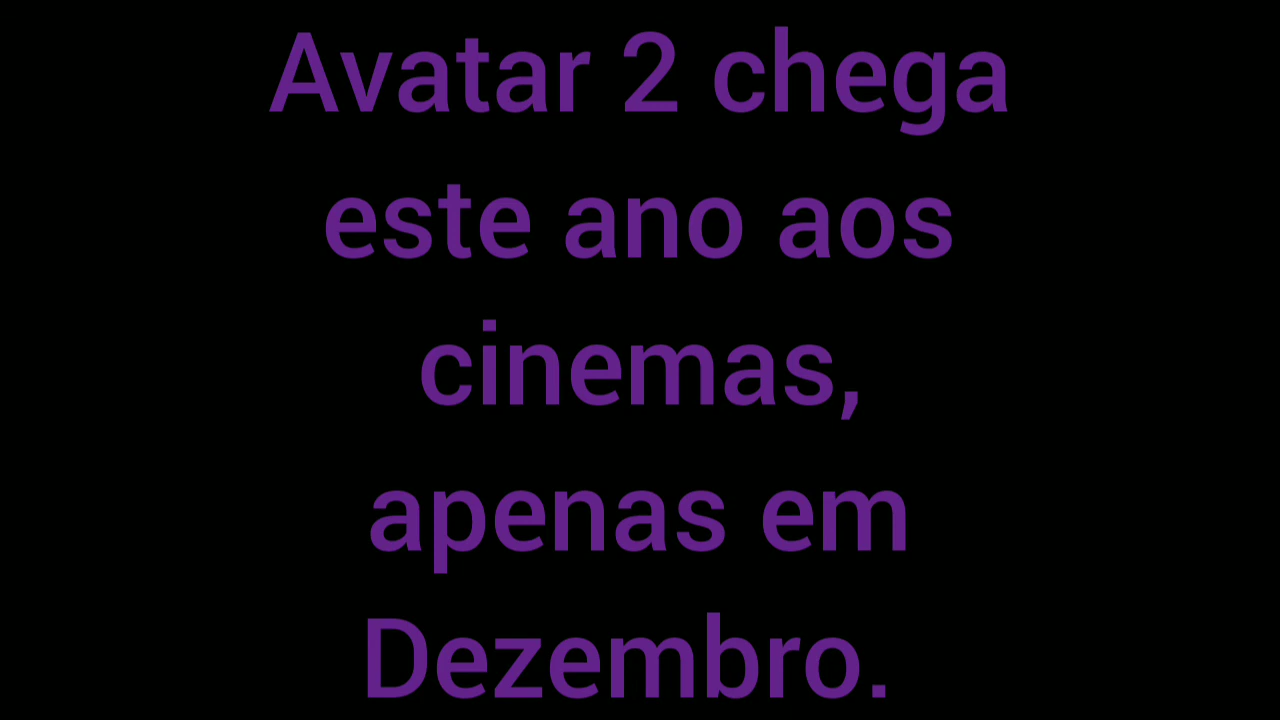 Avatar 2 chega
este ano aos
cinemas,
apenas em
Dezembro.